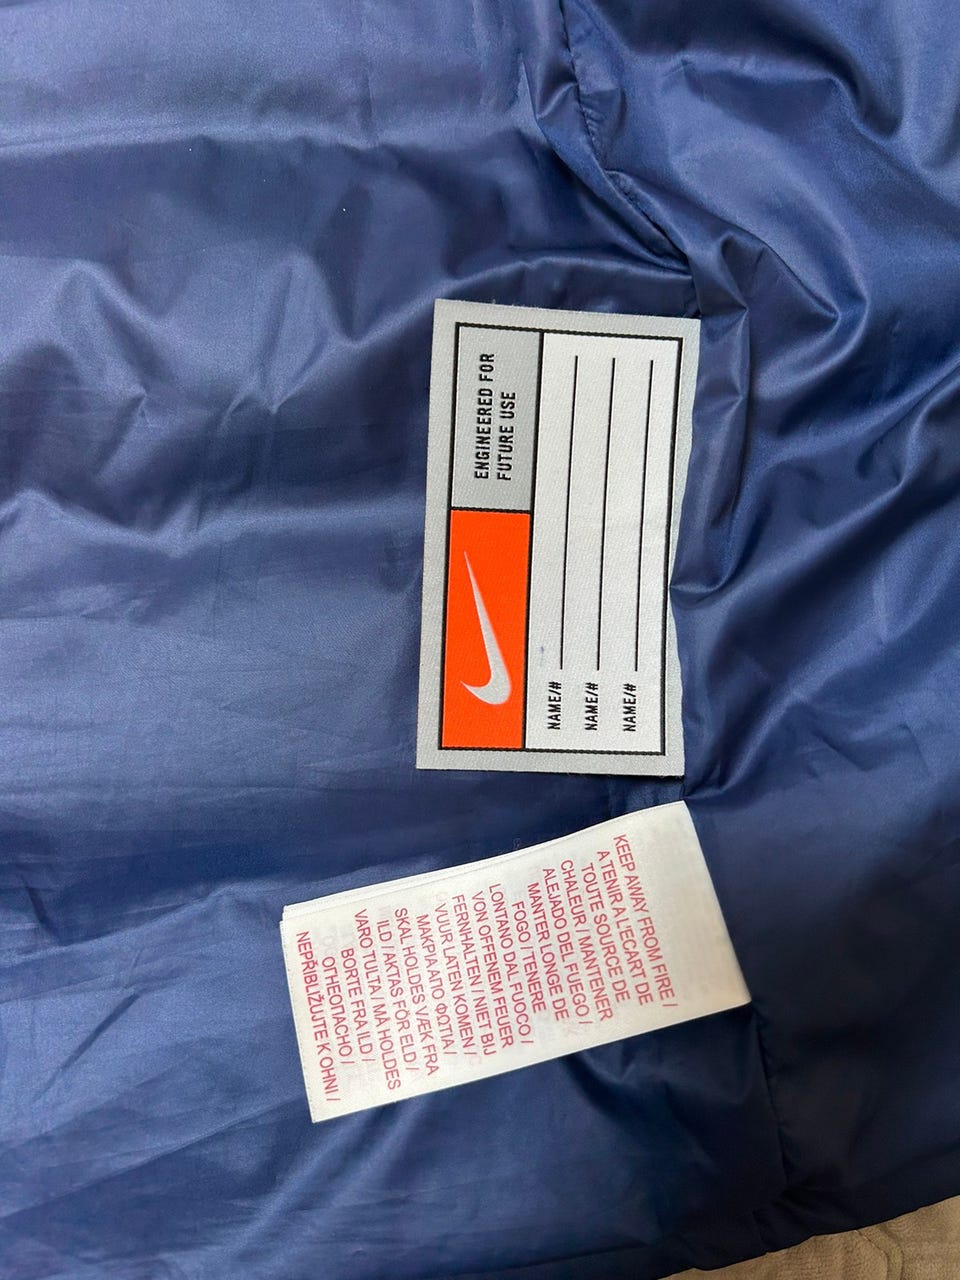 ENGINEERED FOR
FUTURE USE
NAME/#
NAME/#
NAME/#
KEEP AWAY FROM FIRE /
A TENIR A L'ECART DE
TOUTE SOURCE DE
CHALEUR / MANTENER
ALEJADO DEL FUEGO /
MANTER LONGE DE
FOGO / TENERE
LONTANO DAL FUOCO /
VON OFFENEM FEUER
FERNHALTEN / NIET BIJ
VUUR LATEN KOMEN /
ΜΑΚΡΙΑ ΑΠΟ ΦΩΤΙΑ /
SKAL HOLDES VÆK FRA
ILD / AKTAS FÖR ELD /
VARO TULTA / MÅ HOLDES
BORTE FRA ILD /
ОГНЕОПАСНО /
NEPŘIBLIŽUJTE K OHNI /